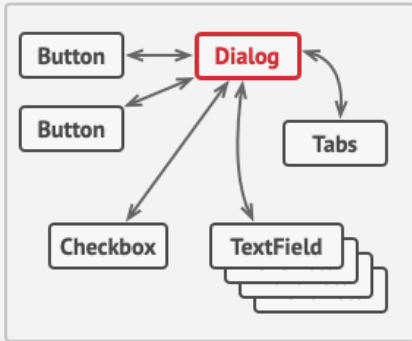 Button
Dialog
Button
Tabs
Checkbox
TextField